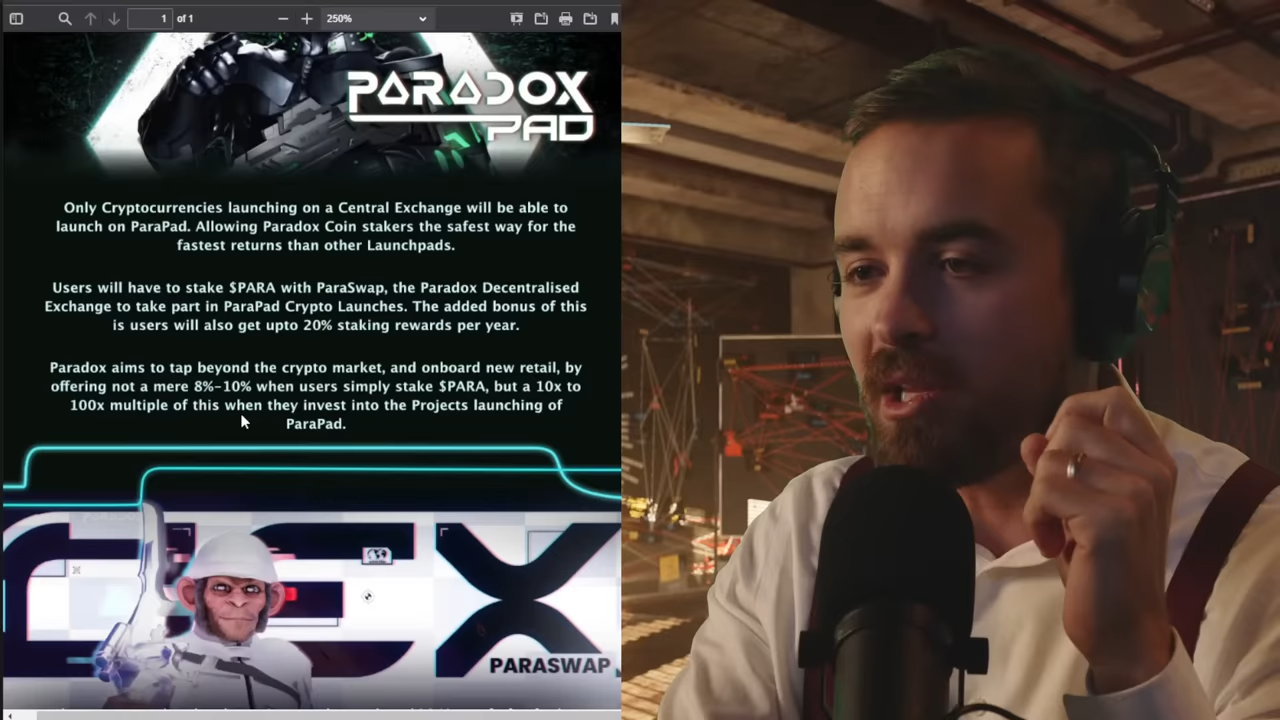 1 of 1
250%
PARADOX
PAD
Only Cryptocurrencies launching on a Central Exchange will be able to
launch on ParaPad. Allowing Paradox Coin stakers the safest way for the
fastest returns than other Launchpads.
Users will have to stake $PARA with ParaSwap, the Paradox Decentralised
Exchange to take part in ParaPad Crypto Launches. The added bonus of this
is users will also get upto 20% staking rewards per year.
Paradox aims to tap beyond the crypto market, and onboard new retail, by
offering not a mere 8%-10% when users simply stake $PARA, but a 10x to
100x multiple of this when they invest into the Projects launching of
ParaPad.
DEX
PARASWAP